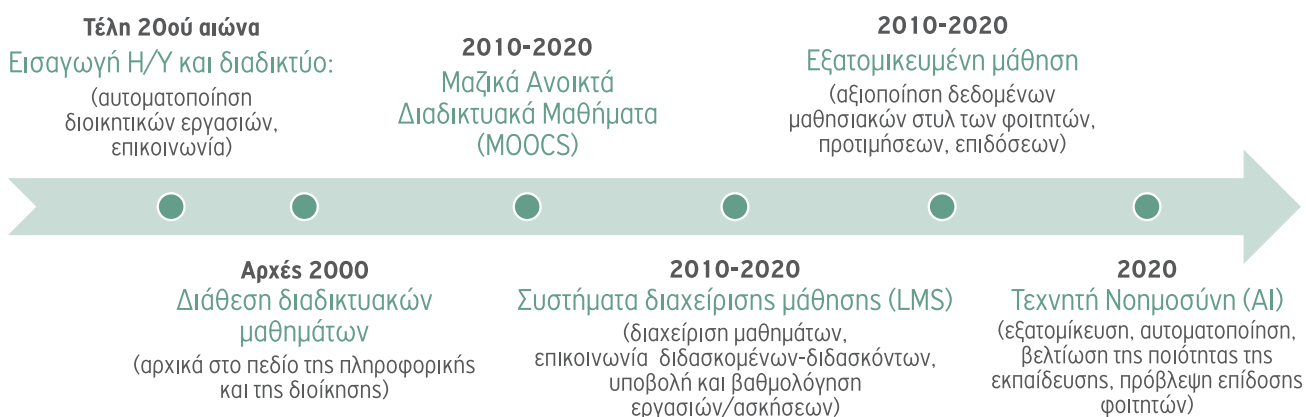 Τέλη 20ού αιώνα
Εισαγωγή Η/Υ και διαδικτύο:
(αυτοματοποίηση
διοικητικών εργασιών,
επικοινωνία)
2010-2020
Μαζικά Ανοικτά
Διαδικτυακά Μαθήματα
(MOOCS)
2010-2020
Εξατομικευμένη μάθηση
(αξιοποίηση δεδομένων
μαθησιακών στυλ των φοιτητών,
προτιμήσεων, επιδόσεων)
Αρχές 2000
Διάθεση διαδικτυακών
μαθημάτων
(αρχικά στο πεδίο της πληροφορικής
και της διοίκησης)
2010-2020
Συστήματα διαχείρισης μάθησης (LMS)
(διαχείριση μαθημάτων,
επικοινωνία διδασκομένων-διδασκόντων,
υποβολή και βαθμολόγηση
εργασιών/ασκήσεων)
2020
Τεχνητή Νοημοσύνη (AI)
(εξατομίκευση, αυτοματοποίηση,
βελτίωση της ποιότητας της
εκπαίδευσης, πρόβλεψη επίδοσης
φοιτητών)